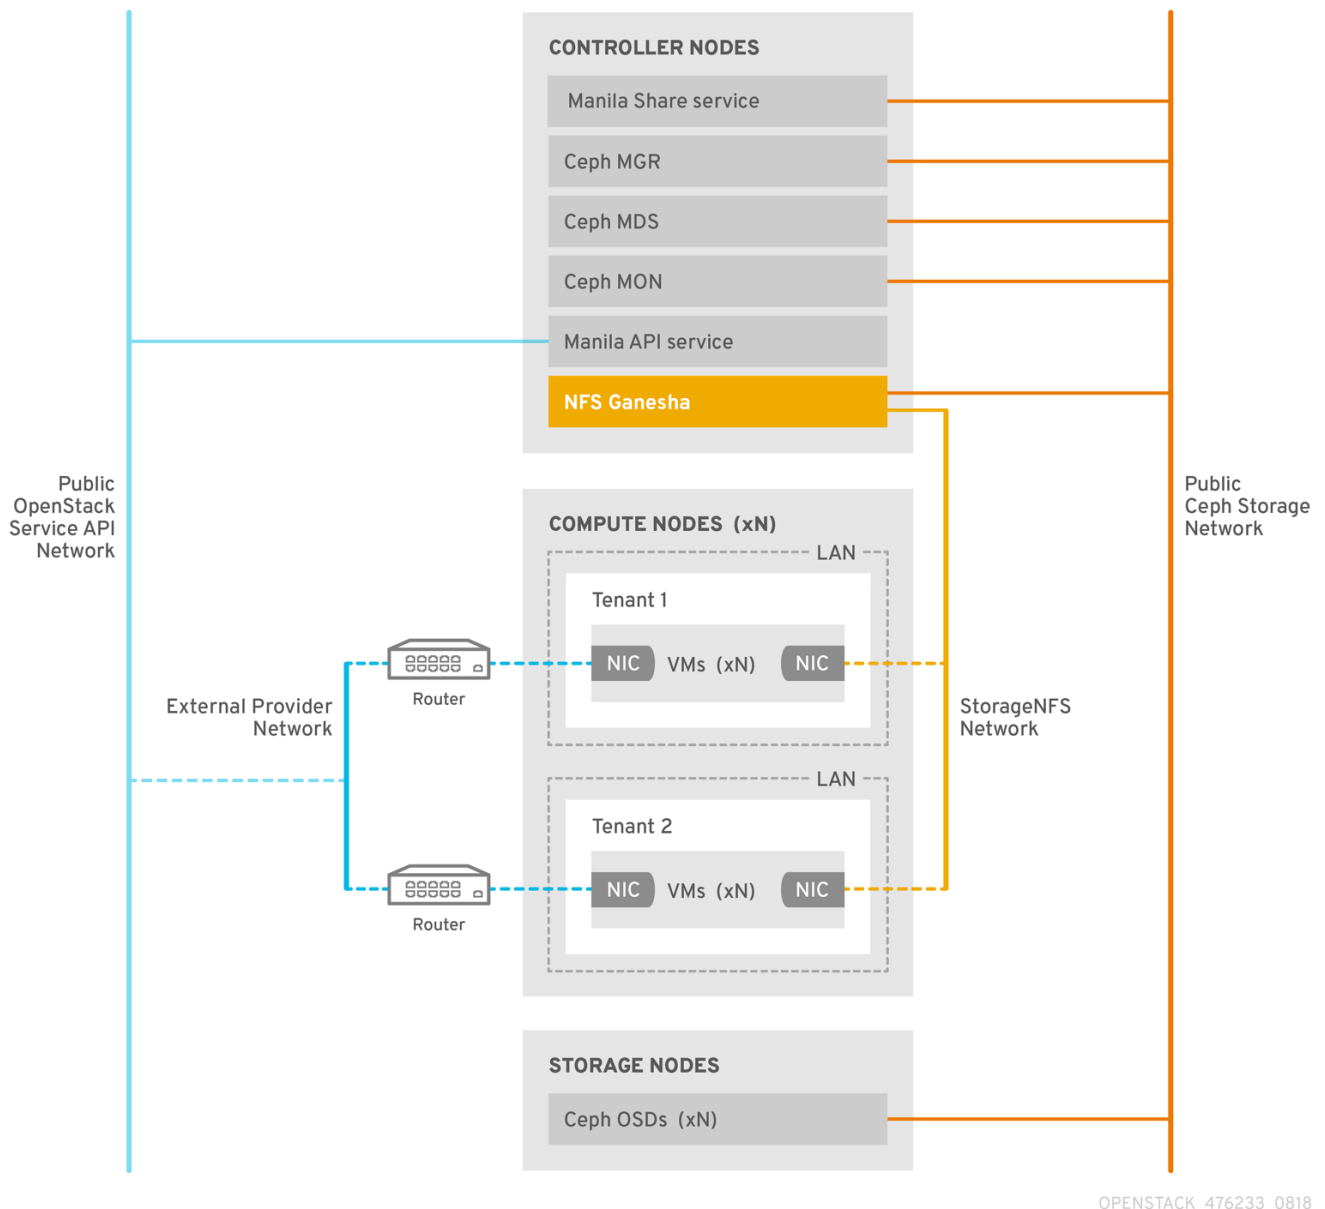 CONTROLLER NODES
Manila Share service
Ceph MGR
Ceph MDS
Ceph MON
Manila API service
NFS Ganesha
Public
OpenStack
Service API
Network
Public
Ceph Storage
Network
COMPUTE NODES (xN)
LAN
Tenant 1
NIC VMs (xN) NIC
Router
External Provider
Network
StorageNFS
Network
LAN
Tenant 2
NIC VMs (xN) NIC
Router
STORAGE NODES
Ceph OSDs (xN)
OPENSTACK 476233 0818